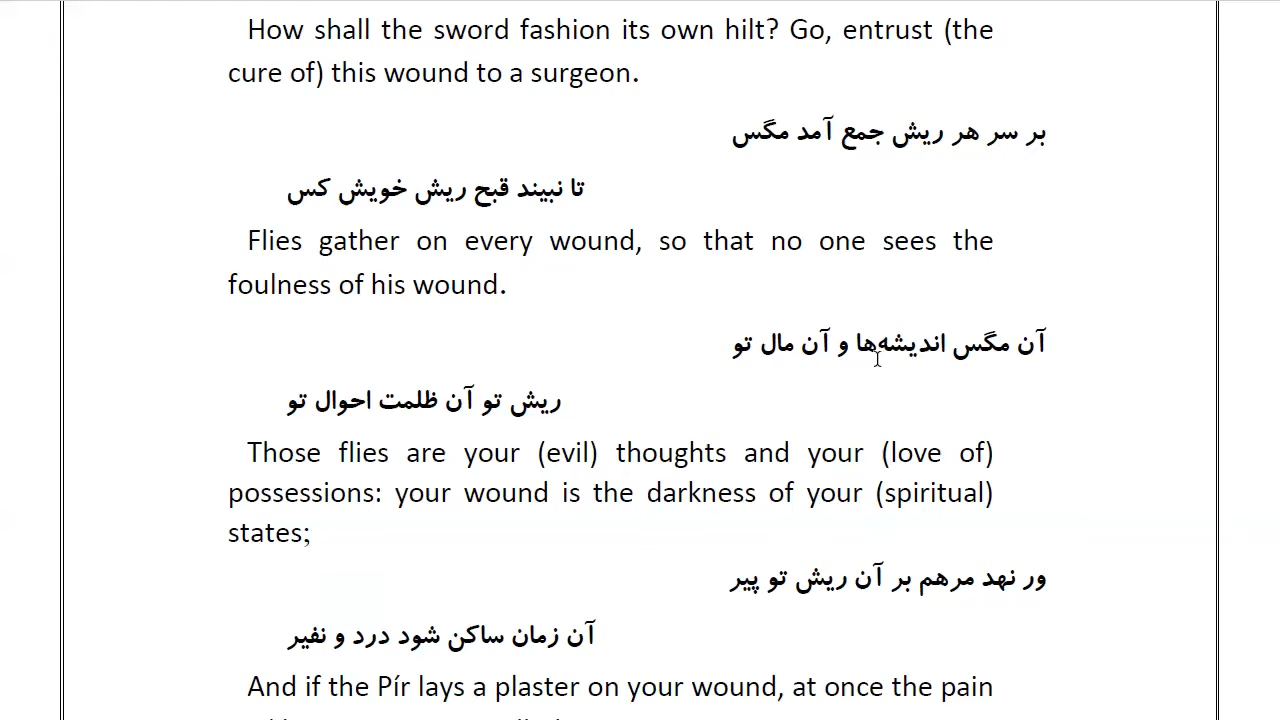 How shall the sword fashion its own hilt? Go, entrust (the
cure of) this wound to a surgeon.
بر سر هر ریش جمع آمد مگس
تا نبیند قبح ریش خویش کس
Flies gather on every wound, so that no one sees the
foulness of his wound.
آن مگس اندیشه‌ها و آن مال تو
ریش تو آن ظلمت احوال تو
Those flies are your (evil) thoughts and your (love of)
possessions: your wound is the darkness of your (spiritual)
states;
ور نهد مرهم بر آن ریش تو پیر
آن زمان ساکن شود درد و نفیر
And if the Pír lays a plaster on your wound, at once the pain